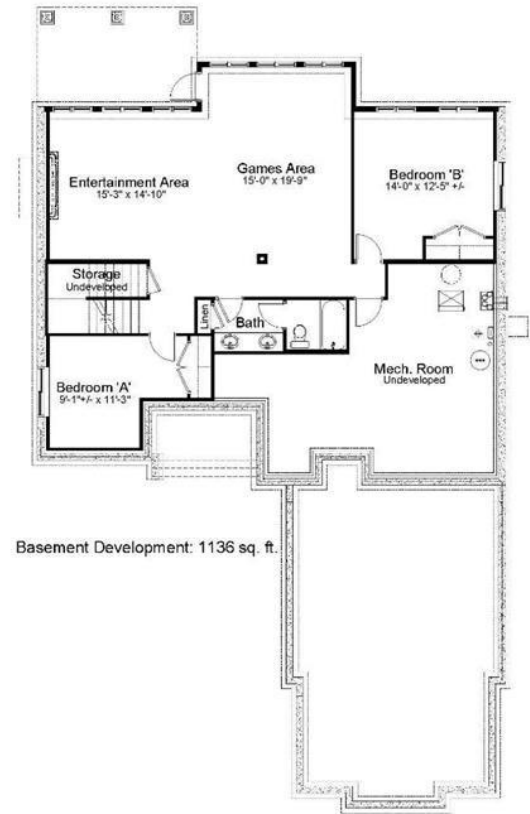 Games Area
15'-0" x 19'-9"
Entertainment Area
15'-3" x 14'-10"
Bedroom 'B'
14'-0" x 12'-5" +/-
Storage
Undeveloped
Linen
Bath
Mech. Room
Undeveloped
Bedroom 'A'
9'-1"+/- x 11'-3"
Basement Development: 1136 sq. ft.